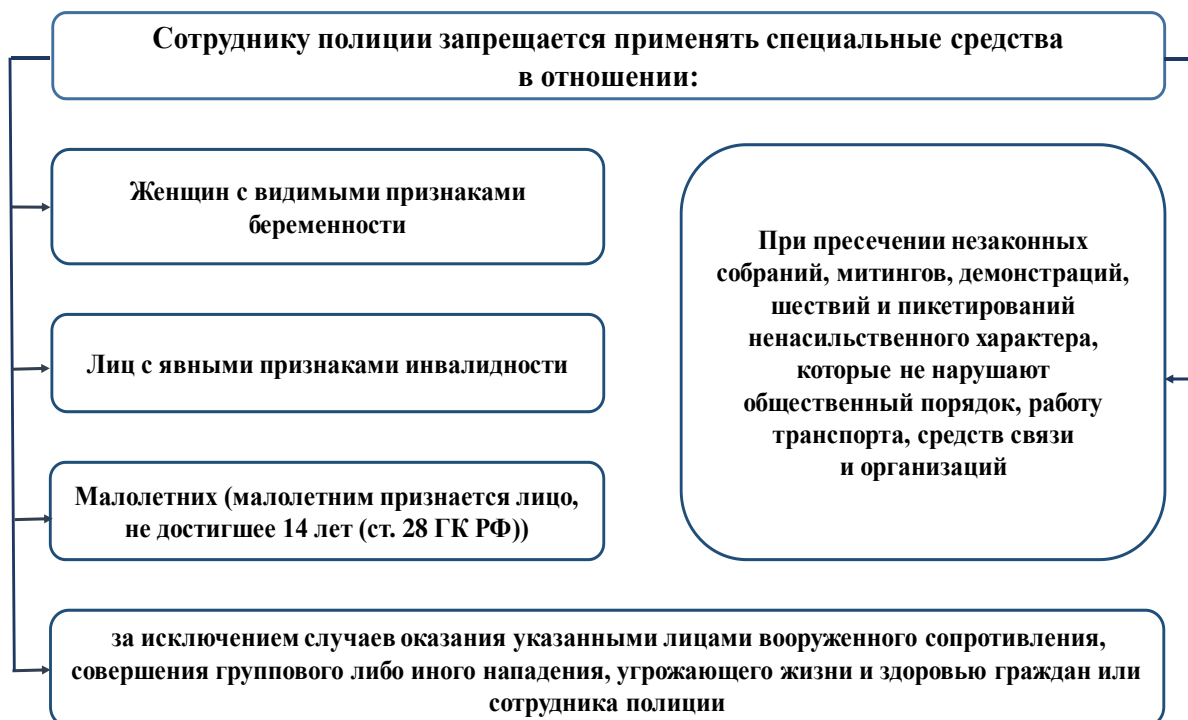 Сотруднику полиции запрещается применять специальные средства
в отношении:
Женщин с видимыми признаками
беременности
Лиц с явными признаками инвалидности
Малолетних (малолетним признается лицо,
не достигшее 14 лет (ст. 28 ГК РФ))
При пресечении незаконных
собраний, митингов, демонстраций,
шествий и пикетирований
ненасильственного характера,
которые не нарушают
общественный порядок, работу
транспорта, средств связи
и организаций
за исключением случаев оказания указанными лицами вооруженного сопротивления,
совершения группового либо иного нападения, угрожающего жизни и здоровью граждан или
сотрудника полиции